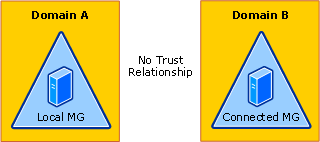 Domain A
Domain B
No Trust
Relationship
Local MG
Connected MG